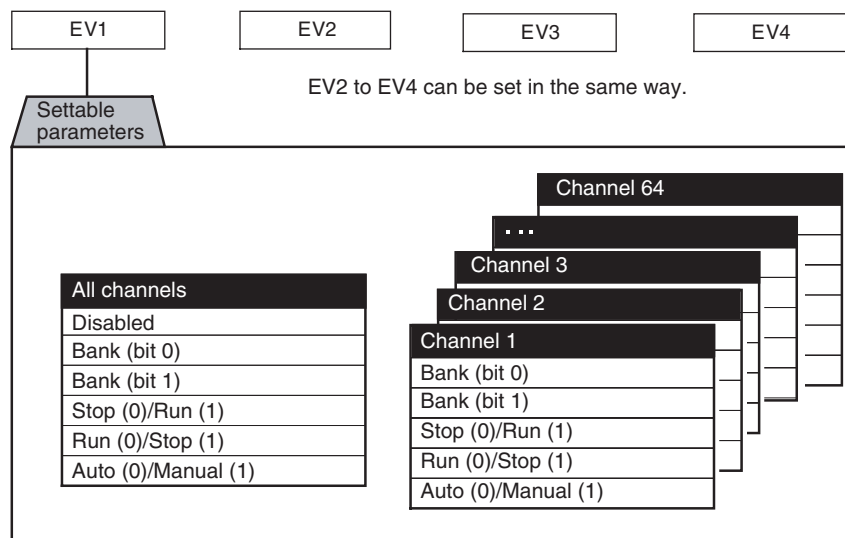 EV1
EV2
EV3
EV4
EV2 to EV4 can be set in the same way.
Settable
parameters
All channels
Disabled
Bank (bit 0)
Bank (bit 1)
Stop (0)/Run (1)
Run (0)/Stop (1)
Auto (0)/Manual (1)
Channel 64
...
Channel 3
Channel 2
Channel 1
Bank (bit 0)
Bank (bit 1)
Stop (0)/Run (1)
Run (0)/Stop (1)
Auto (0)/Manual (1)